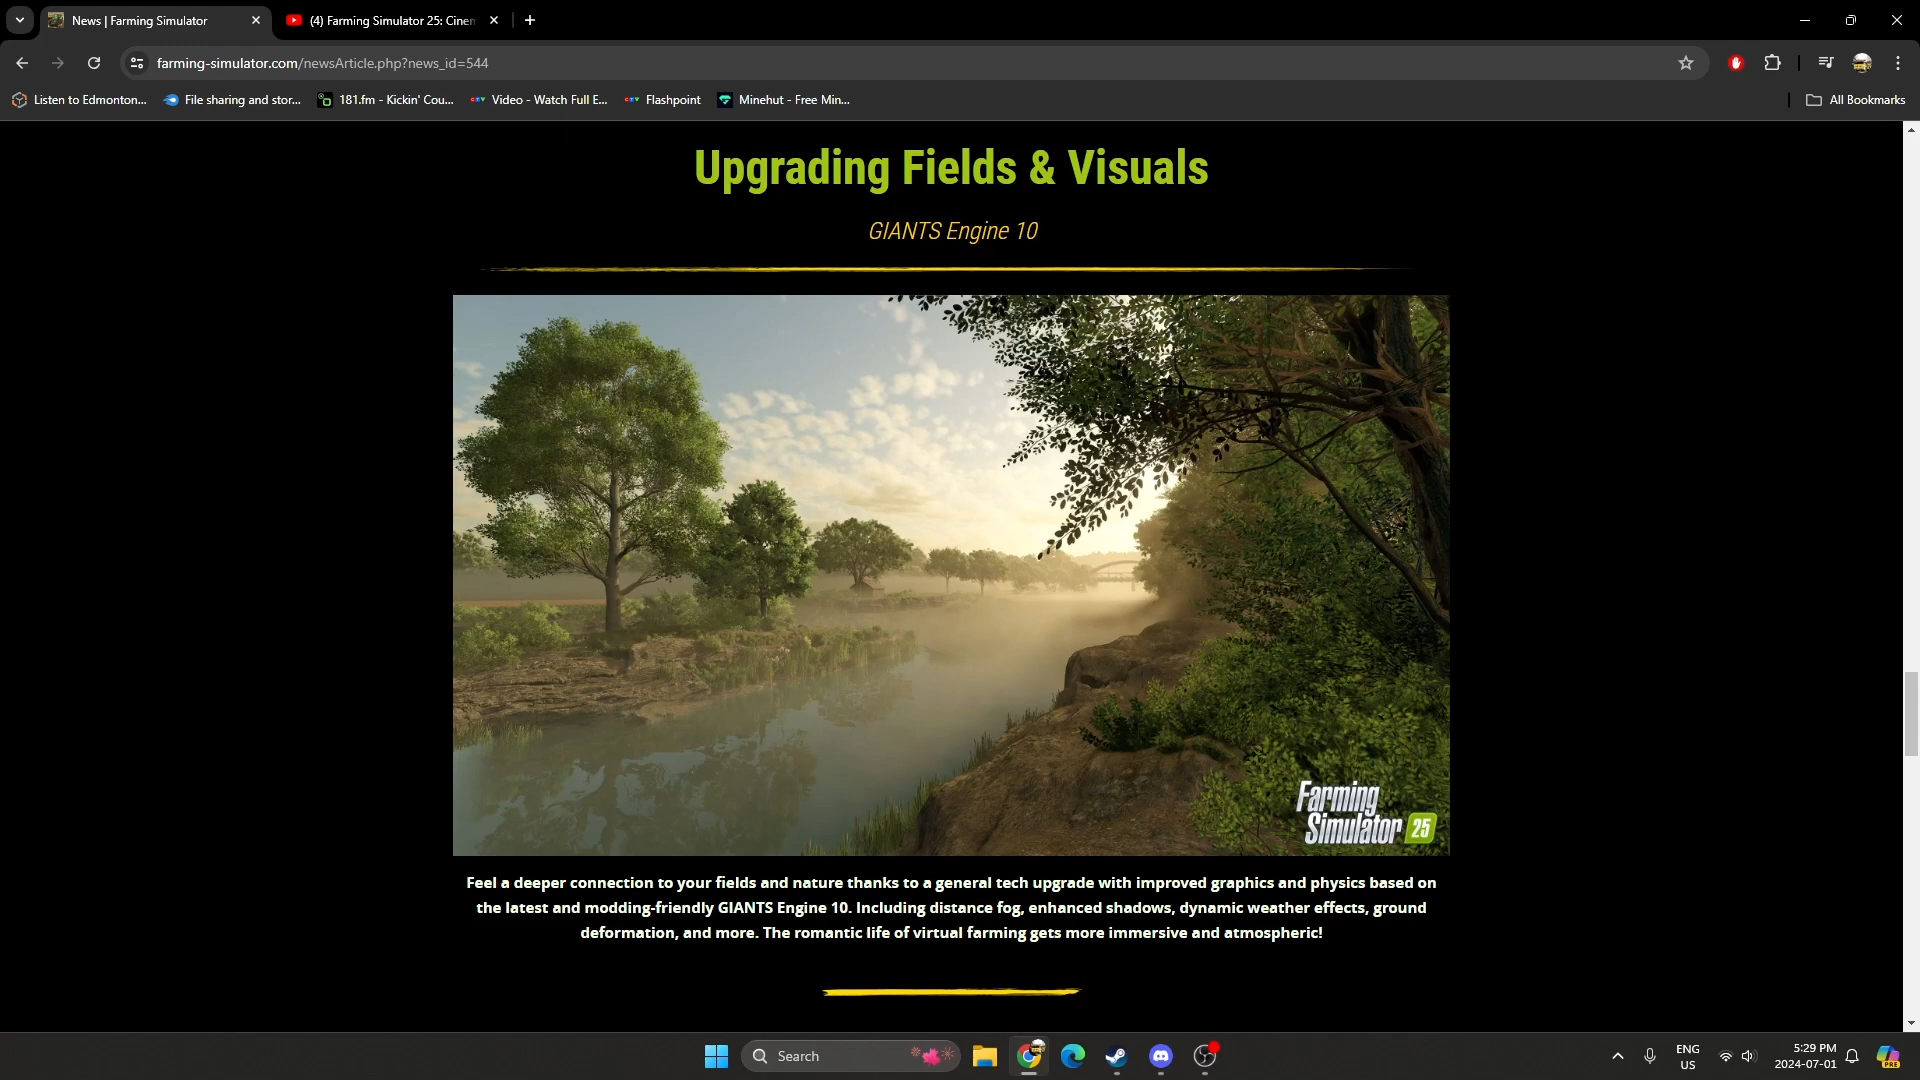 News | Farming Simulator
(4) Farming Simulator 25: Cinem
farming-simulator.com/newsArticle.php?news_id=544
Listen to Edmonton...
File sharing and stor...
181.fm - Kickin' Cou...
Video - Watch Full E...
Flashpoint
Minehut - Free Min...
All Bookmarks
Upgrading Fields & Visuals
GIANTS Engine 10
Farming
Simulator 25
Feel a deeper connection to your fields and nature thanks to a general tech upgrade with improved graphics and physics based on
the latest and modding-friendly GIANTS Engine 10. Including distance fog, enhanced shadows, dynamic weather effects, ground
deformation, and more. The romantic life of virtual farming gets more immersive and atmospheric!
Search
ENG
US
5:29 PM
2024-07-01
PRE